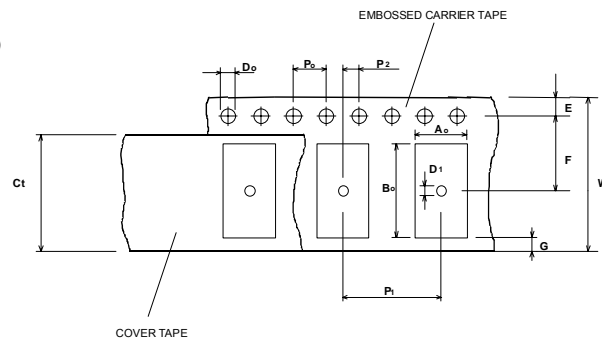 EMBOSSED CARRIER TAPE
Do
Po
P2
E
Ao
F
Ct
D1
Bo
W
G
P1
COVER TAPE